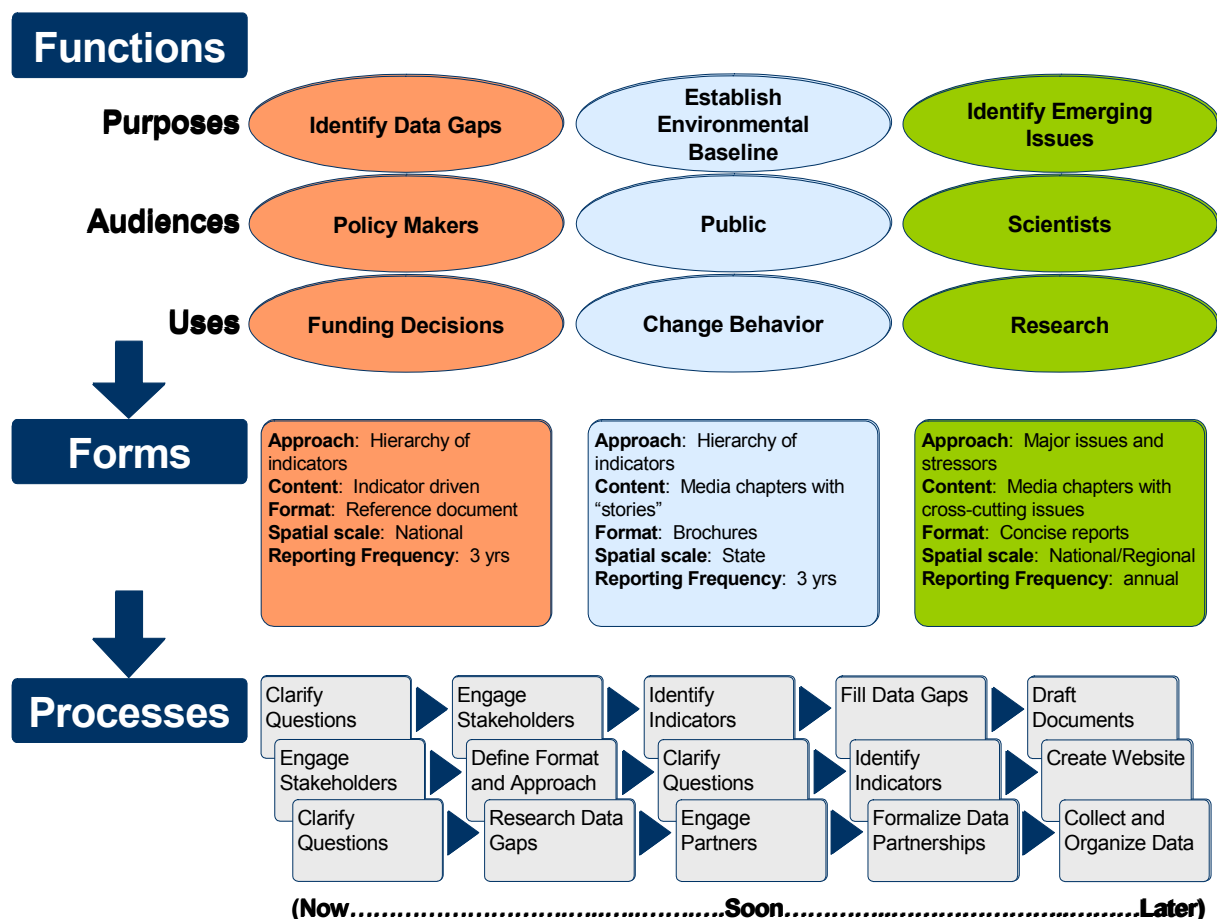 Functions
Purposes
Identify Data Gaps
Establish
Environmental
Baseline
Identify Emerging
Issues
Audiences
Policy Makers
Public
Scientists
Uses
Funding Decisions
Change Behavior
Research
Forms
Approach: Hierarchy of
indicators
Content: Indicator driven
Format: Reference document
Spatial scale: National
Reporting Frequency: 3 yrs
Approach: Hierarchy of
indicators
Content: Media chapters with
“stories”
Format: Brochures
Spatial scale: State
Reporting Frequency: 3 yrs
Approach: Major issues and
stressors
Content: Media chapters with
cross-cutting issues
Format: Concise reports
Spatial scale: National/Regional
Reporting Frequency: annual
Processes
Clarify
Questions
Engage
Stakeholders
Identify
Indicators
Fill Data Gaps
Draft
Documents
Engage
Stakeholders
Define Format
and Approach
Clarify
Questions
Identify
Indicators
Create Website
Clarify
Questions
Research Data
Gaps
Engage
Partners
Formalize Data
Partnerships
Collect and
Organize Data
(Now..........................................Soon..........................................Later)